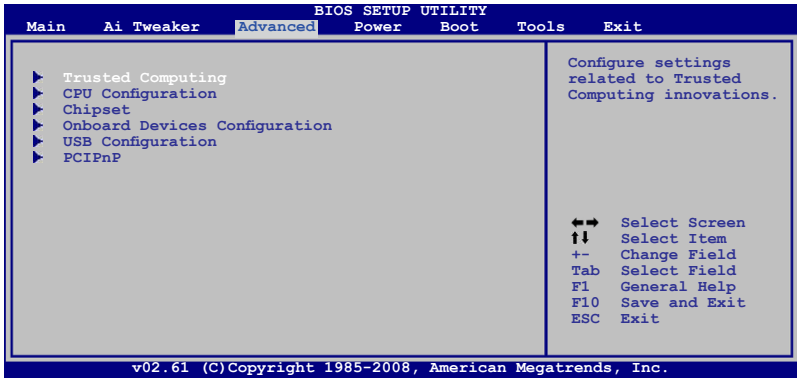 BIOS SETUP UTILITY
Main Ai Tweaker Advanced Power Boot Tools Exit
Trusted Computing
CPU Configuration
Chipset
Onboard Devices Configuration
USB Configuration
PCIPnP
Configure settings
related to Trusted
Computing innovations.
←→ Select Screen
↑↓ Select Item
+- Change Field
Tab Select Field
F1 General Help
F10 Save and Exit
ESC Exit
v02.61 (C)Copyright 1985-2008, American Megatrends, Inc.